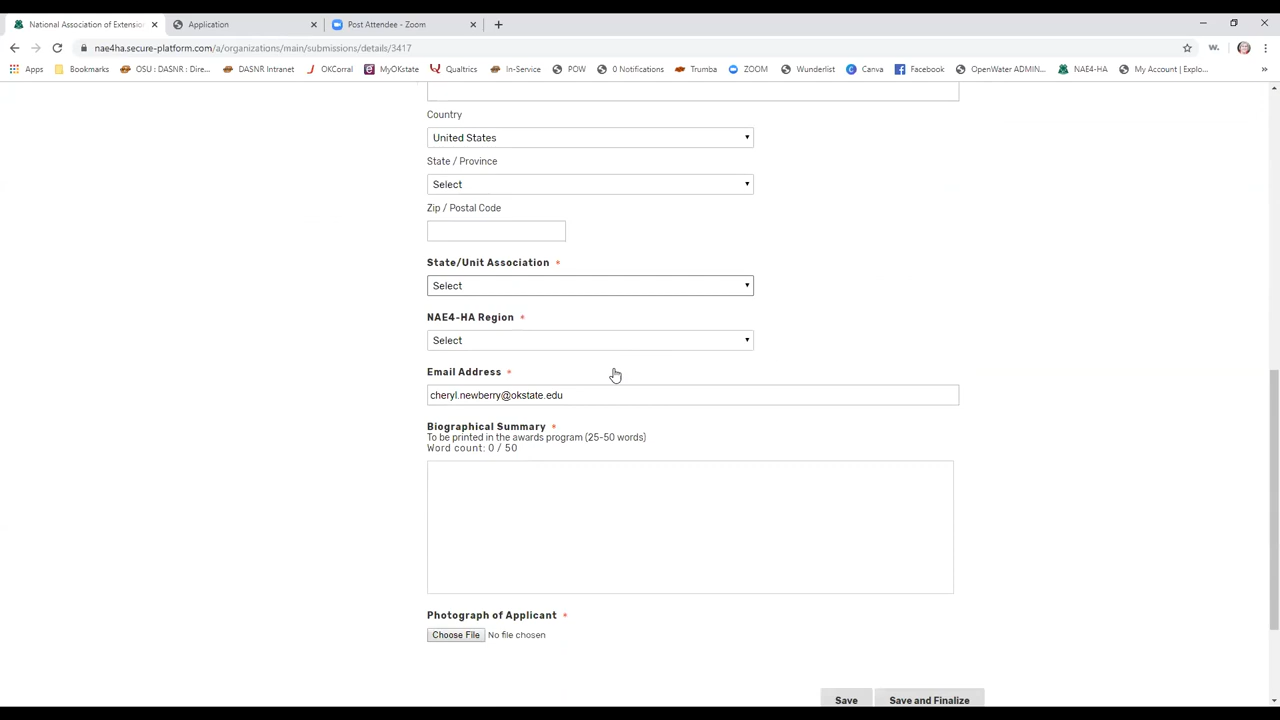 National Association of Extension
Application
Post Attendee - Zoom
nae4ha.secure-platform.com/a/organizations/main/submissions/details/3417
W.
Apps
Bookmarks
OSU : DASNR : Dire...
DASNR Intranet
OKCorral
MyOKstate
Qualtrics
In-Service
POW
0 Notifications
Trumba
ZOOM
Wunderlist
Canva
Facebook
OpenWater ADMIN...
NAE4-HA
My Account | Explo...
»
Country
United States
State / Province
Select
Zip / Postal Code
State/Unit Association *
Select
NAE4-HA Region *
Select
Email Address *
cheryl.newberry@okstate.edu
Biographical Summary *
To be printed in the awards program (25-50 words)
Word count: 0 / 50
Photograph of Applicant *
Choose File No file chosen
Save
Save and Finalize